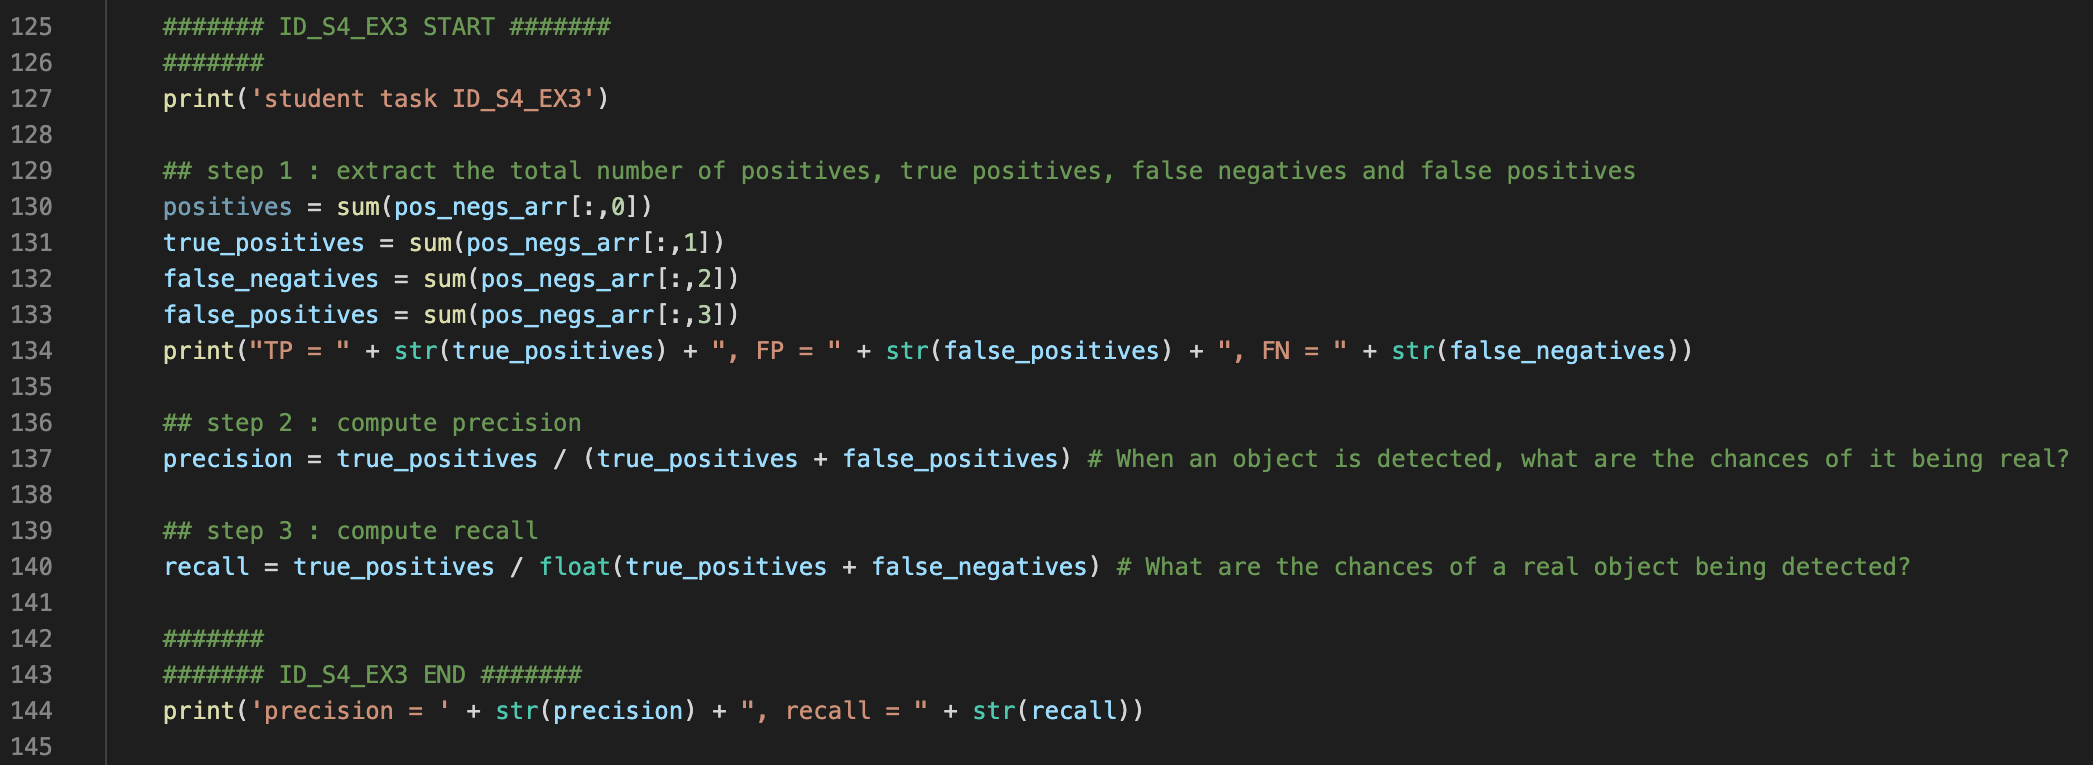 125 ####### ID_S4_EX3 START #######
126 #######
127 print('student task ID_S4_EX3')
128
129 ## step 1 : extract the total number of positives, true positives, false negatives and false positives
130 positives = sum(pos_negs_arr[:,0])
131 true_positives = sum(pos_negs_arr[:,1])
132 false_negatives = sum(pos_negs_arr[:,2])
133 false_positives = sum(pos_negs_arr[:,3])
134 print("TP = " + str(true_positives) + ", FP = " + str(false_positives) + ", FN = " + str(false_negatives))
135
136 ## step 2 : compute precision
137 precision = true_positives / (true_positives + false_positives) # When an object is detected, what are the chances of it being real?
138
139 ## step 3 : compute recall
140 recall = true_positives / float(true_positives + false_negatives) # What are the chances of a real object being detected?
141
142 #######
143 ####### ID_S4_EX3 END #######
144 print('precision = ' + str(precision) + ", recall = " + str(recall))
145